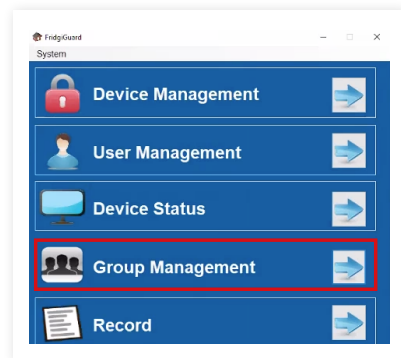 FridgiGuard
System
Device Management
User Management
Device Status
Group Management
Record